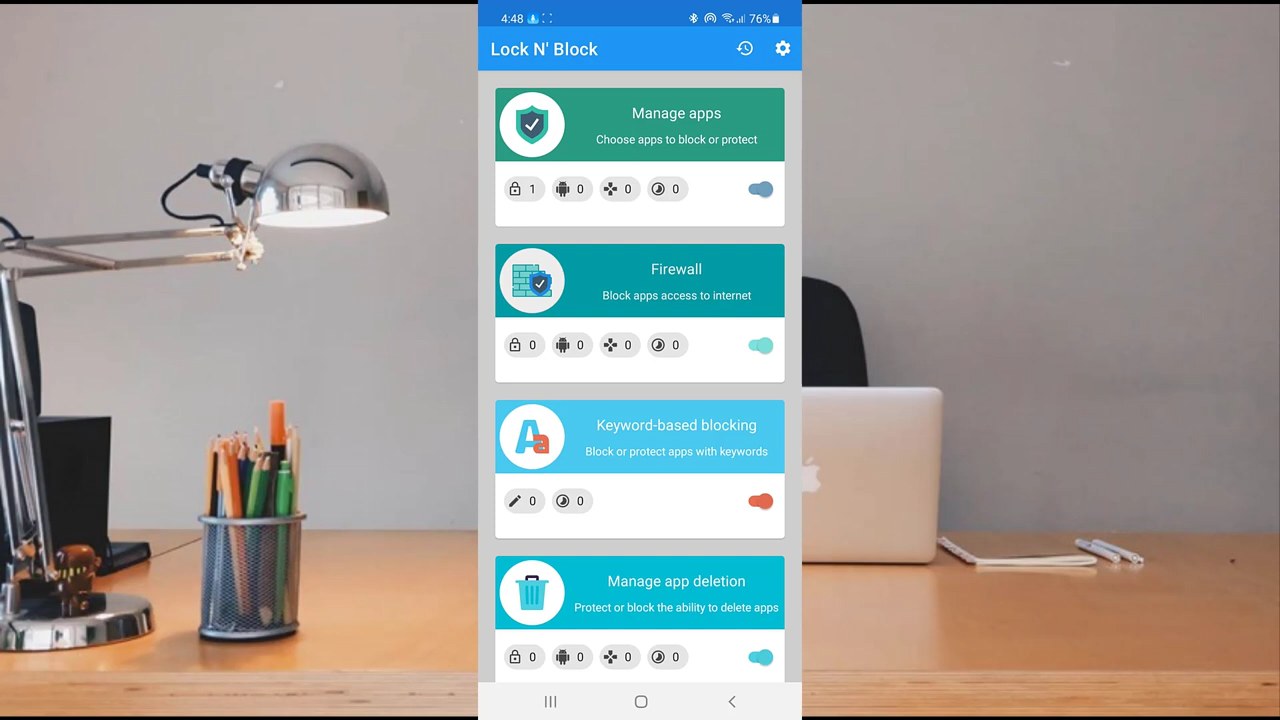 4:48 76%
Lock N' Block
Manage apps
Choose apps to block or protect
1 0 0 0
Firewall
Block apps access to internet
0 0 0 0
Keyword-based blocking
Block or protect apps with keywords
Aa
0 0
Manage app deletion
Protect or block the ability to delete apps
0 0 0 0